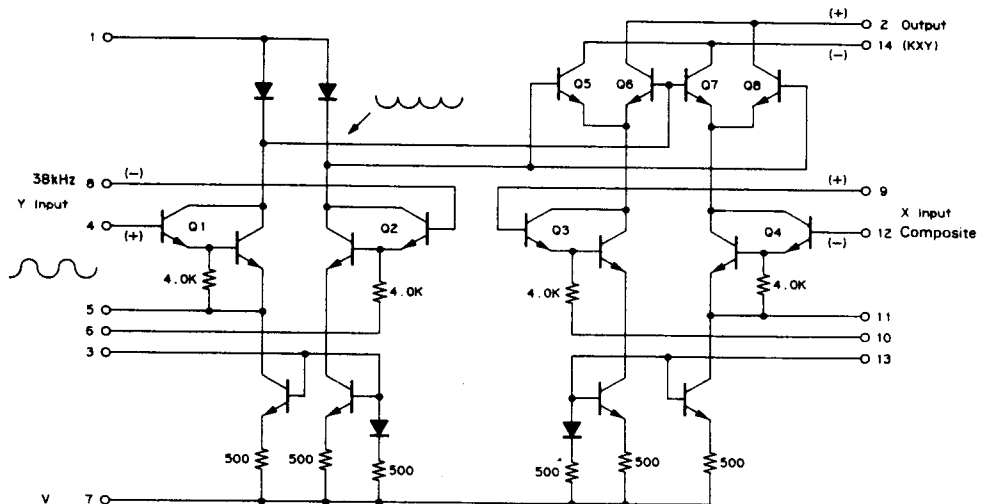 (+)
2 Output
1
14 (KXY)
(-)
Q5
Q6
Q7
Q8
38kHz
8
(-)
(+)
9
Y Input
X Input
4
(+)
Q1
Q2
Q3
Q4
(-)
12 Composite
4.0K
4.0K
4.0K
4.0K
5
11
6
10
3
13
500
500
500
500
500
500
V
7